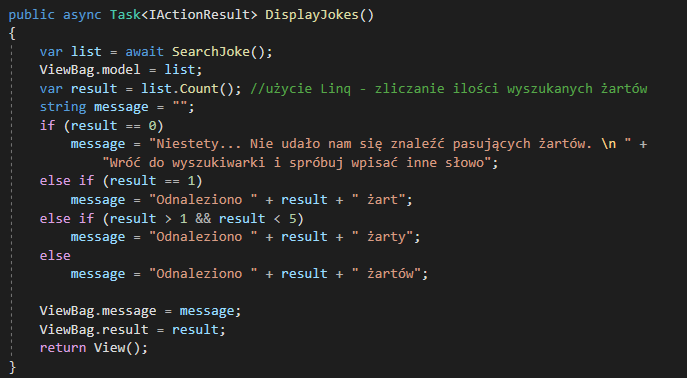 public async Task<IActionResult> DisplayJokes()
{
    var list = await SearchJoke();
    ViewBag.model = list;
    var result = list.Count(); //użycie Linq - zliczanie ilości wyszukanych żartów
    string message = "";
    if (result == 0)
        message = "Niestety... Nie udało nam się znaleźć pasujących żartów. \n " +
            "Wróć do wyszukiwarki i spróbuj wpisać inne słowo";
    else if (result == 1)
        message = "Odnaleziono " + result + " żart";
    else if (result > 1 && result < 5)
        message = "Odnaleziono " + result + " żarty";
    else
        message = "Odnaleziono " + result + " żartów";

    ViewBag.message = message;
    ViewBag.result = result;
    return View();
}